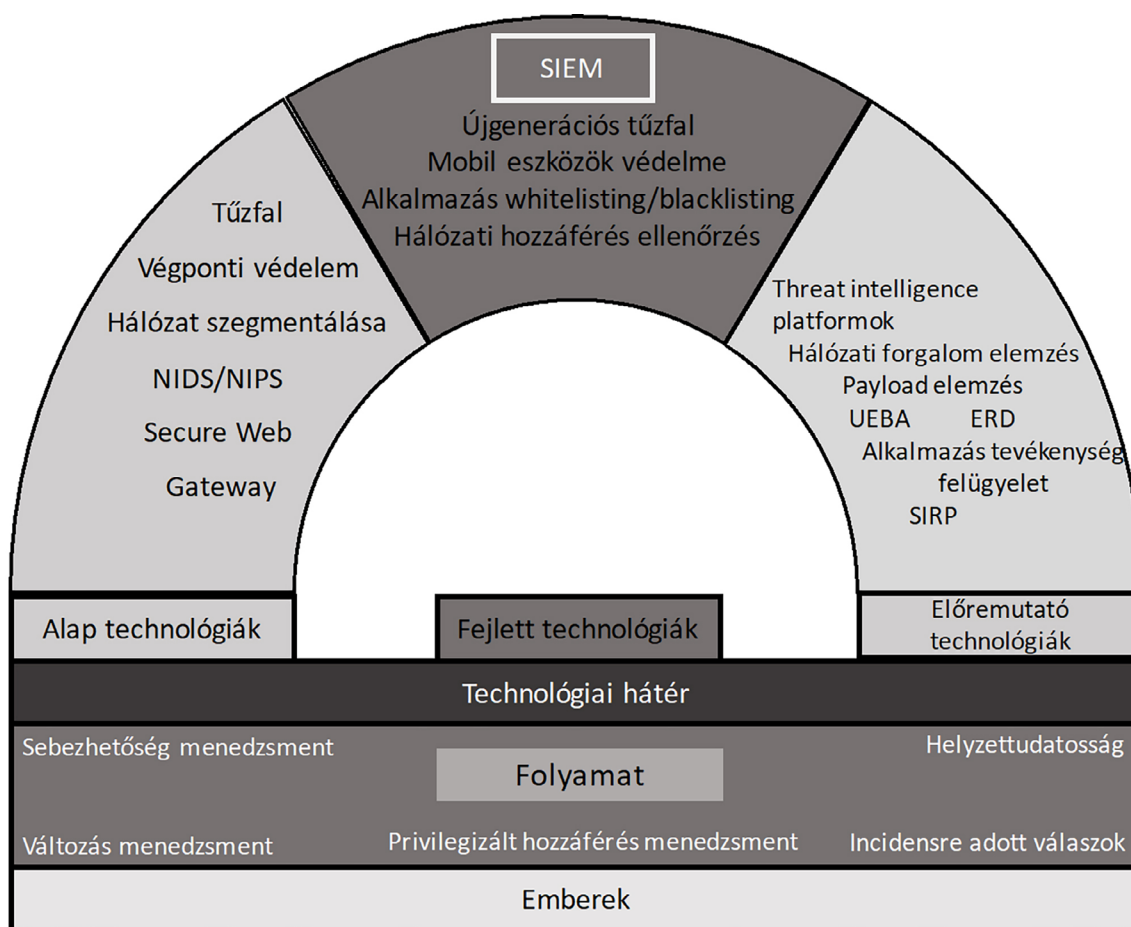 SIEM
Újgenerációs tűzfal
Mobil eszközök védelme
Alkalmazás whitelisting/blacklisting
Hálózati hozzáférés ellenőrzés
Tűzfal
Végponti védelem
Hálózat szegmentálása
NIDS/NIPS
Secure Web
Gateway
Threat intelligence
platformok
Hálózati forgalom elemzés
Payload elemzés
UEBA ERD
Alkalmazás tevékenység
felügyelet
SIRP
Alap technológiák
Fejlett technológiák
Előremutató
technológiák
Technológiai hátér
Sebezhetőség menedzsment
Helyzettudatosság
Folyamat
Változás menedzsment
Privilegizált hozzáférés menedzsment
Incidensre adott válaszok
Emberek